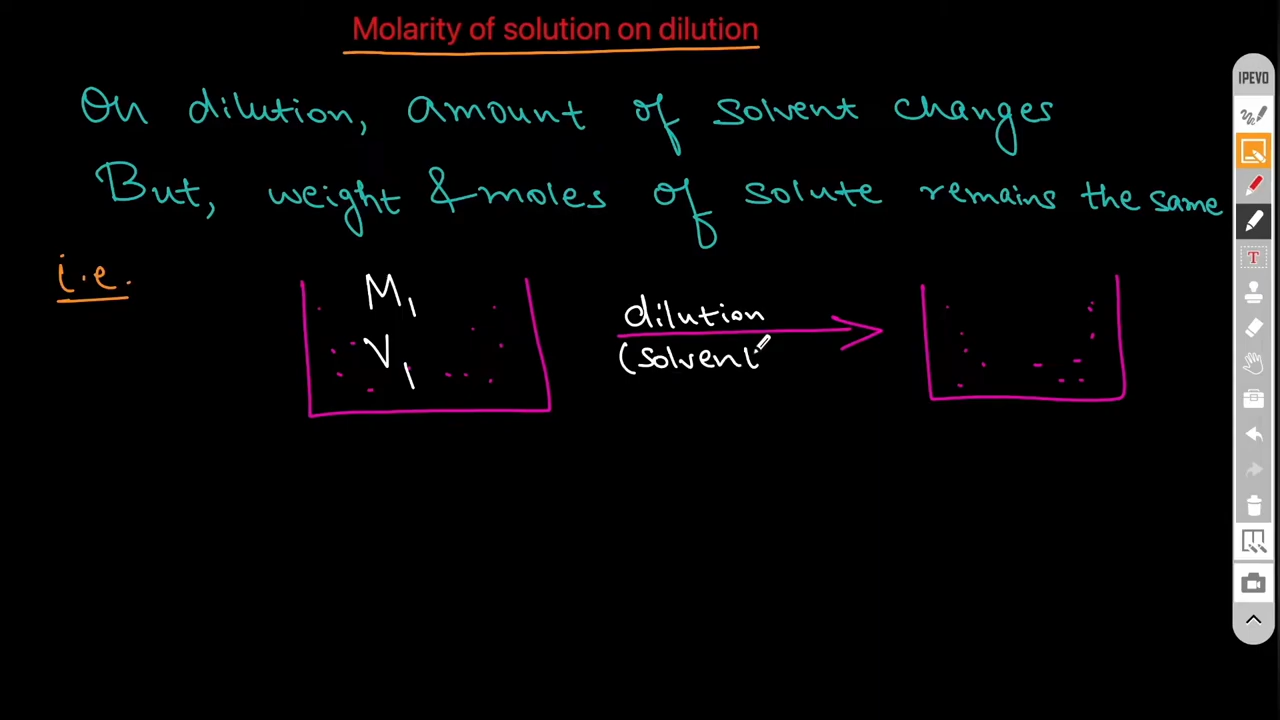 Molarity of solution on dilution
IPEVO
On dilution, amount of solvent changes
But, weight & moles of solute remains the same
T
i.e.
M1
dilution
V1
(solvent